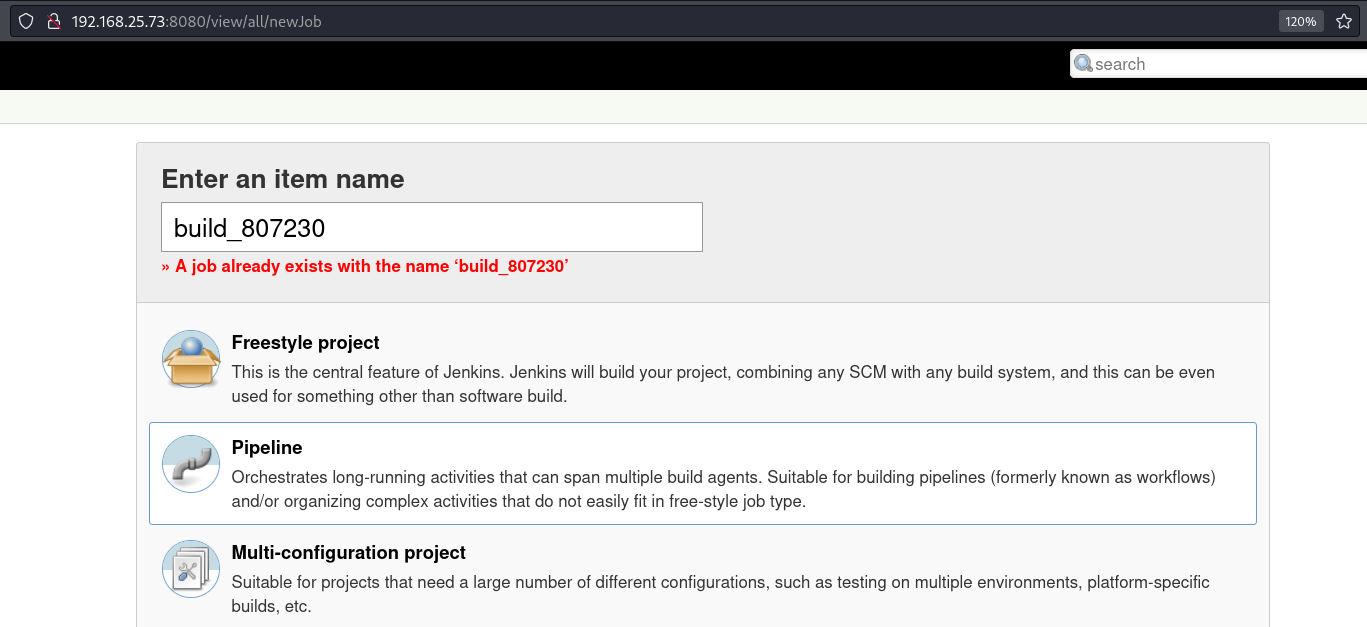 192.168.25.73:8080/view/all/newJob
120%
search
Enter an item name
build_807230
» A job already exists with the name ‘build_807230’
Freestyle project
This is the central feature of Jenkins. Jenkins will build your project, combining any SCM with any build system, and this can be even
used for something other than software build.
Pipeline
Orchestrates long-running activities that can span multiple build agents. Suitable for building pipelines (formerly known as workflows)
and/or organizing complex activities that do not easily fit in free-style job type.
Multi-configuration project
Suitable for projects that need a large number of different configurations, such as testing on multiple environments, platform-specific
builds, etc.